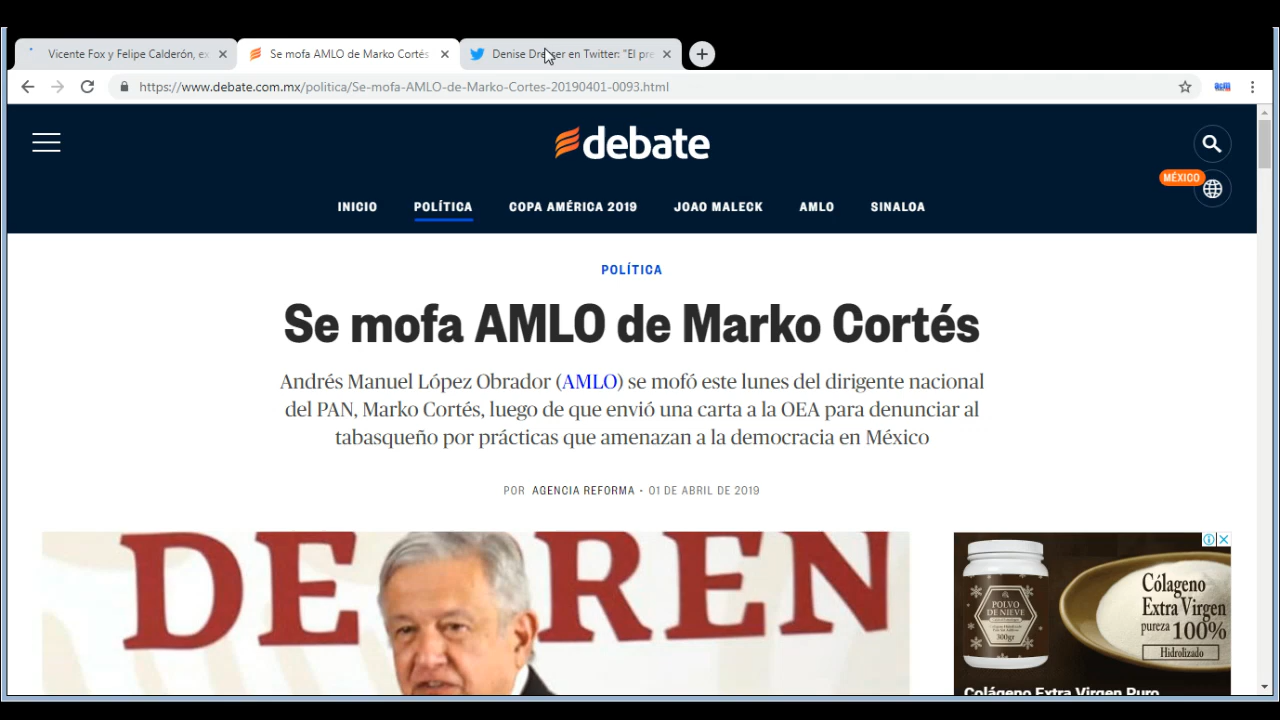 Vicente Fox y Felipe Calderón, ex
Se mofa AMLO de Marko Cortés
Denise Dresser en Twitter: "El pre
https://www.debate.com.mx/politica/Se-mofa-AMLO-de-Marko-Cortes-20190401-0093.html
debate
MÉXICO
INICIO POLÍTICA COPA AMÉRICA 2019 JOAO MALECK AMLO SINALOA
POLÍTICA
Se mofa AMLO de Marko Cortés
Andrés Manuel López Obrador (AMLO) se mofó este lunes del dirigente nacional
del PAN, Marko Cortés, luego de que envió una carta a la OEA para denunciar al
tabasqueño por prácticas que amenazan a la democracia en México
POR AGENCIA REFORMA • 01 DE ABRIL DE 2019
DE REN
POLVO
DE NIEVE
300gr
Cólageno
Extra Virgen
pureza 100%
Hidrolizado
Colágeno Extra Virgen Puro